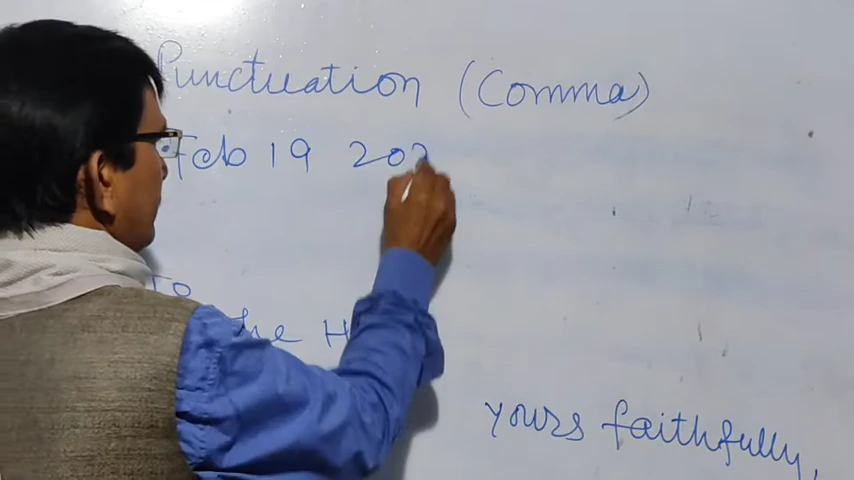 Punctuation (Comma)
Feb 19 202
To
The H
yours faithfully,